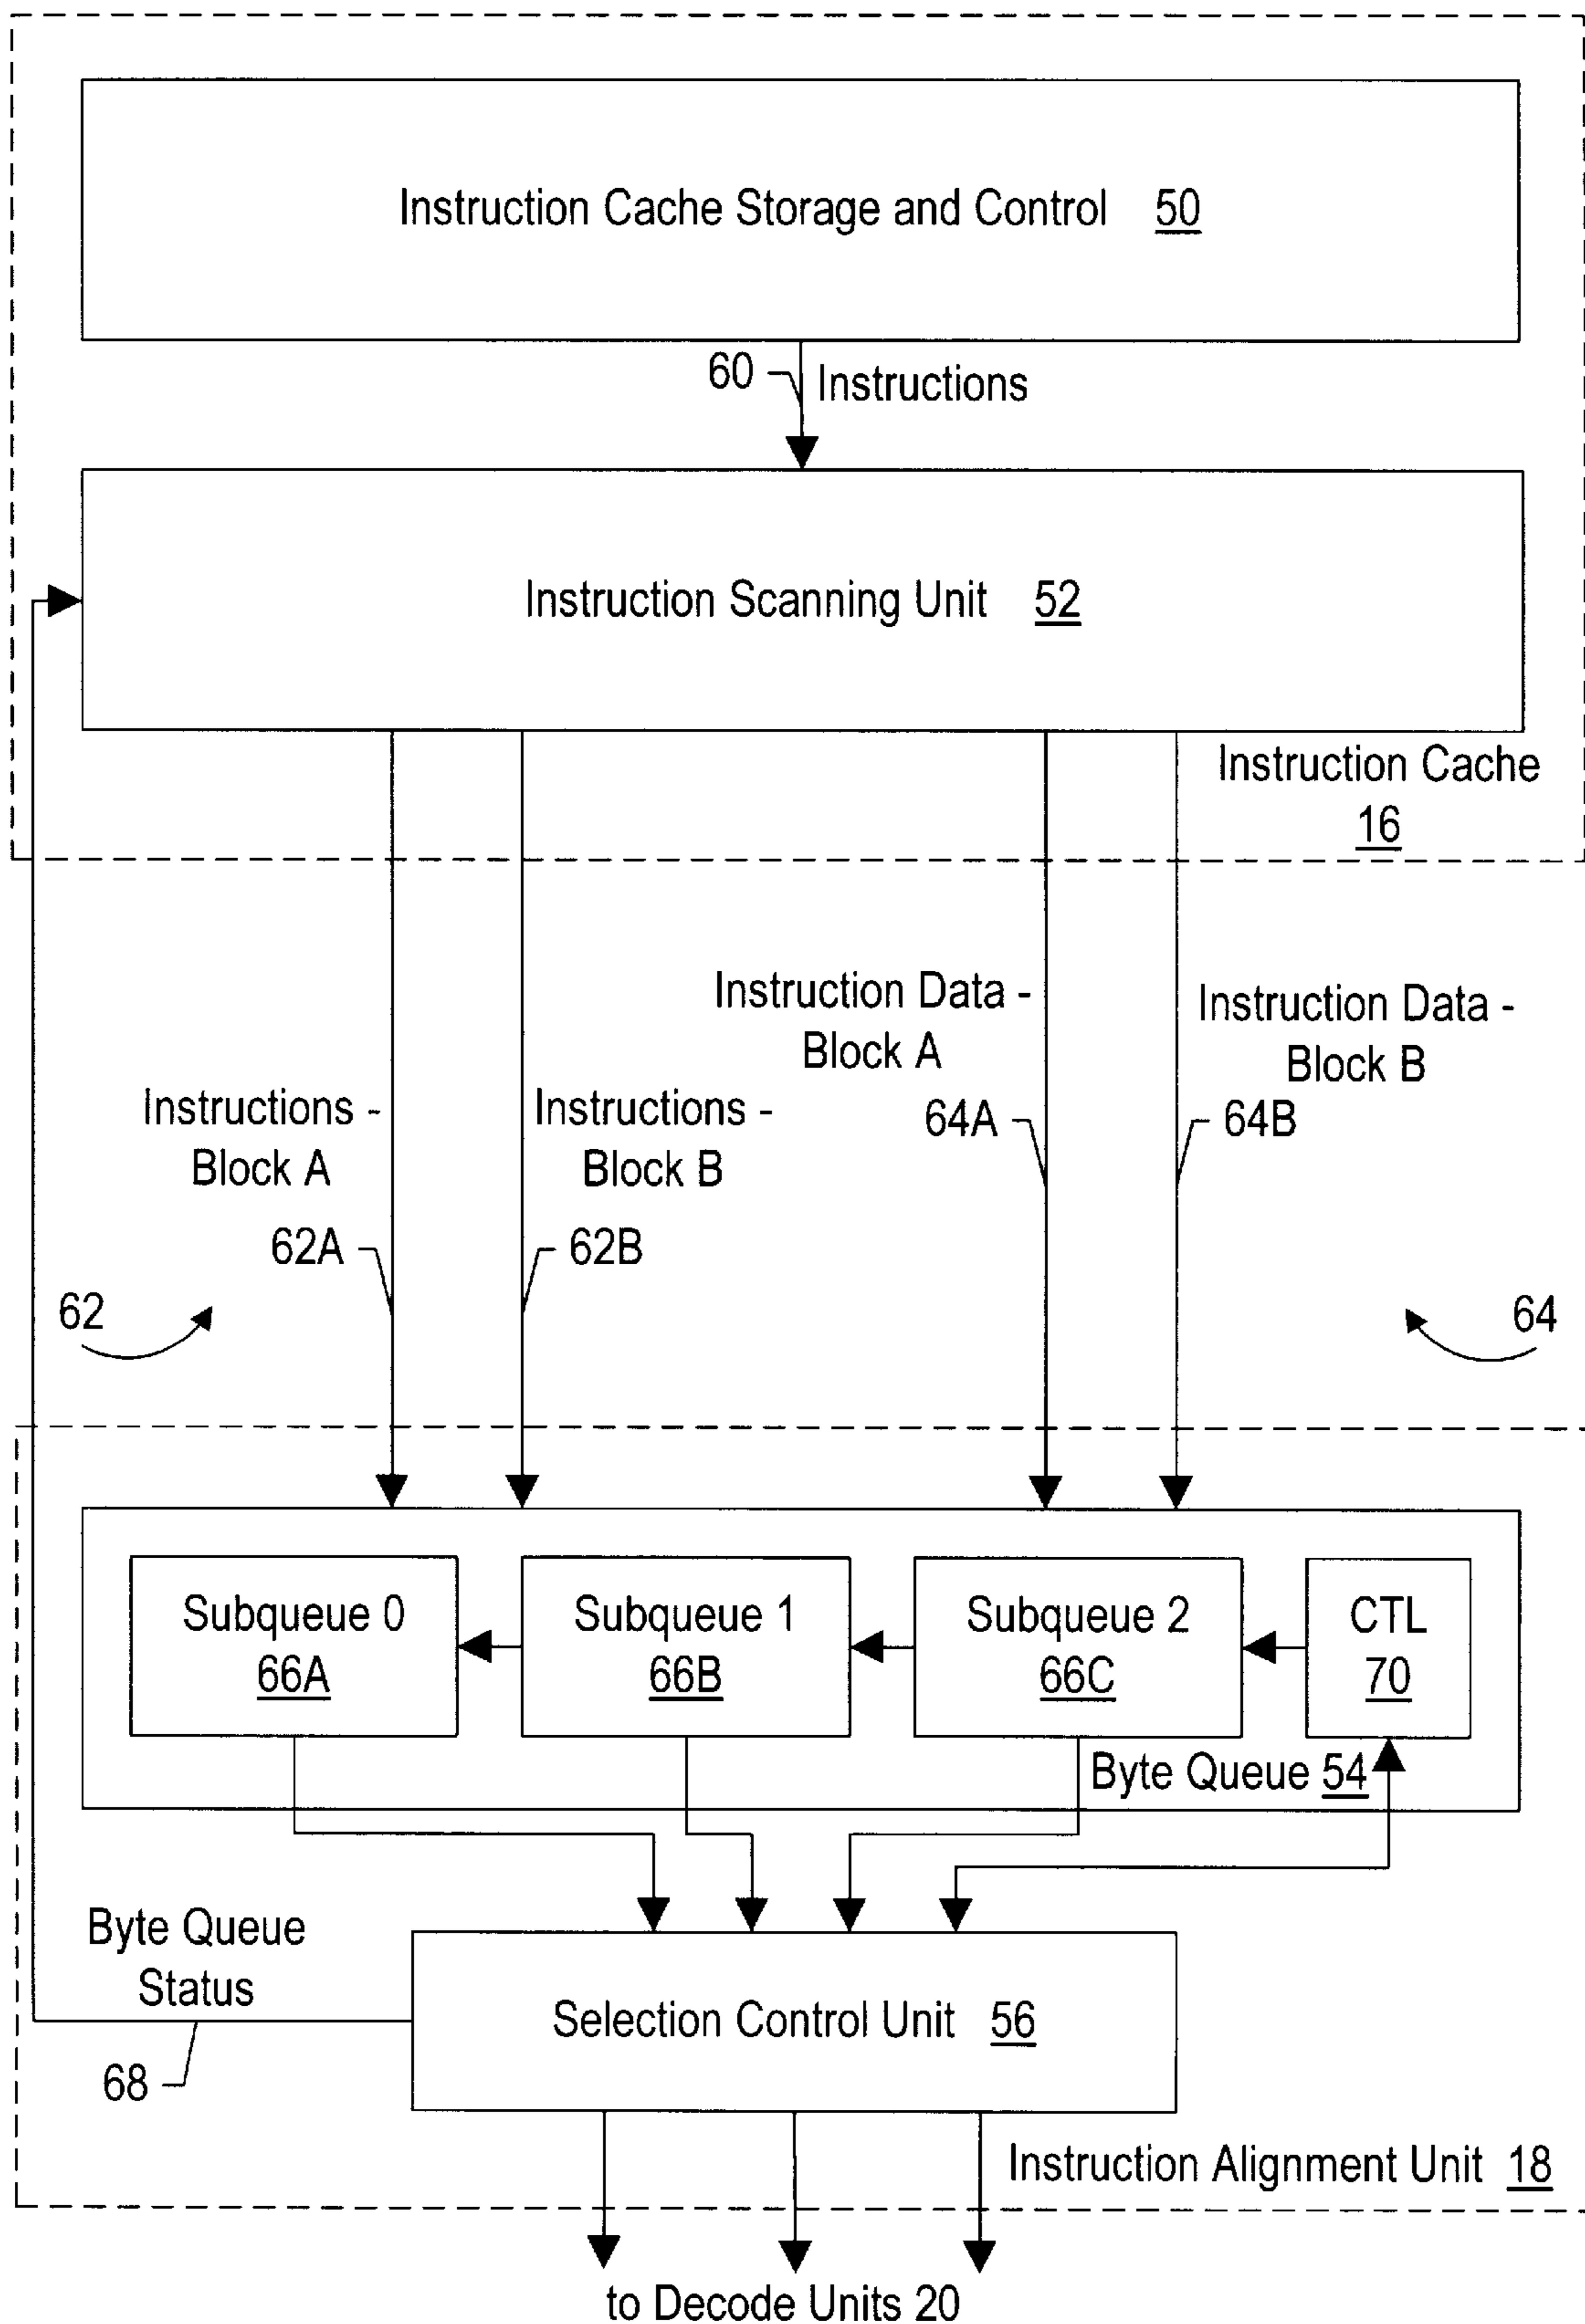 Instruction Cache Storage and Control 50
60
Instructions
Instruction Scanning Unit 52
Instruction Cache
16
Instruction Data -
Block A
Instruction Data -
Block B
Instructions -
Block A
Instructions -
Block B
64A
64B
62A
62B
62
64
Subqueue 0
66A
Subqueue 1
66B
Subqueue 2
66C
CTL
70
Byte Queue 54
Byte Queue
Status
68
Selection Control Unit 56
Instruction Alignment Unit 18
to Decode Units 20